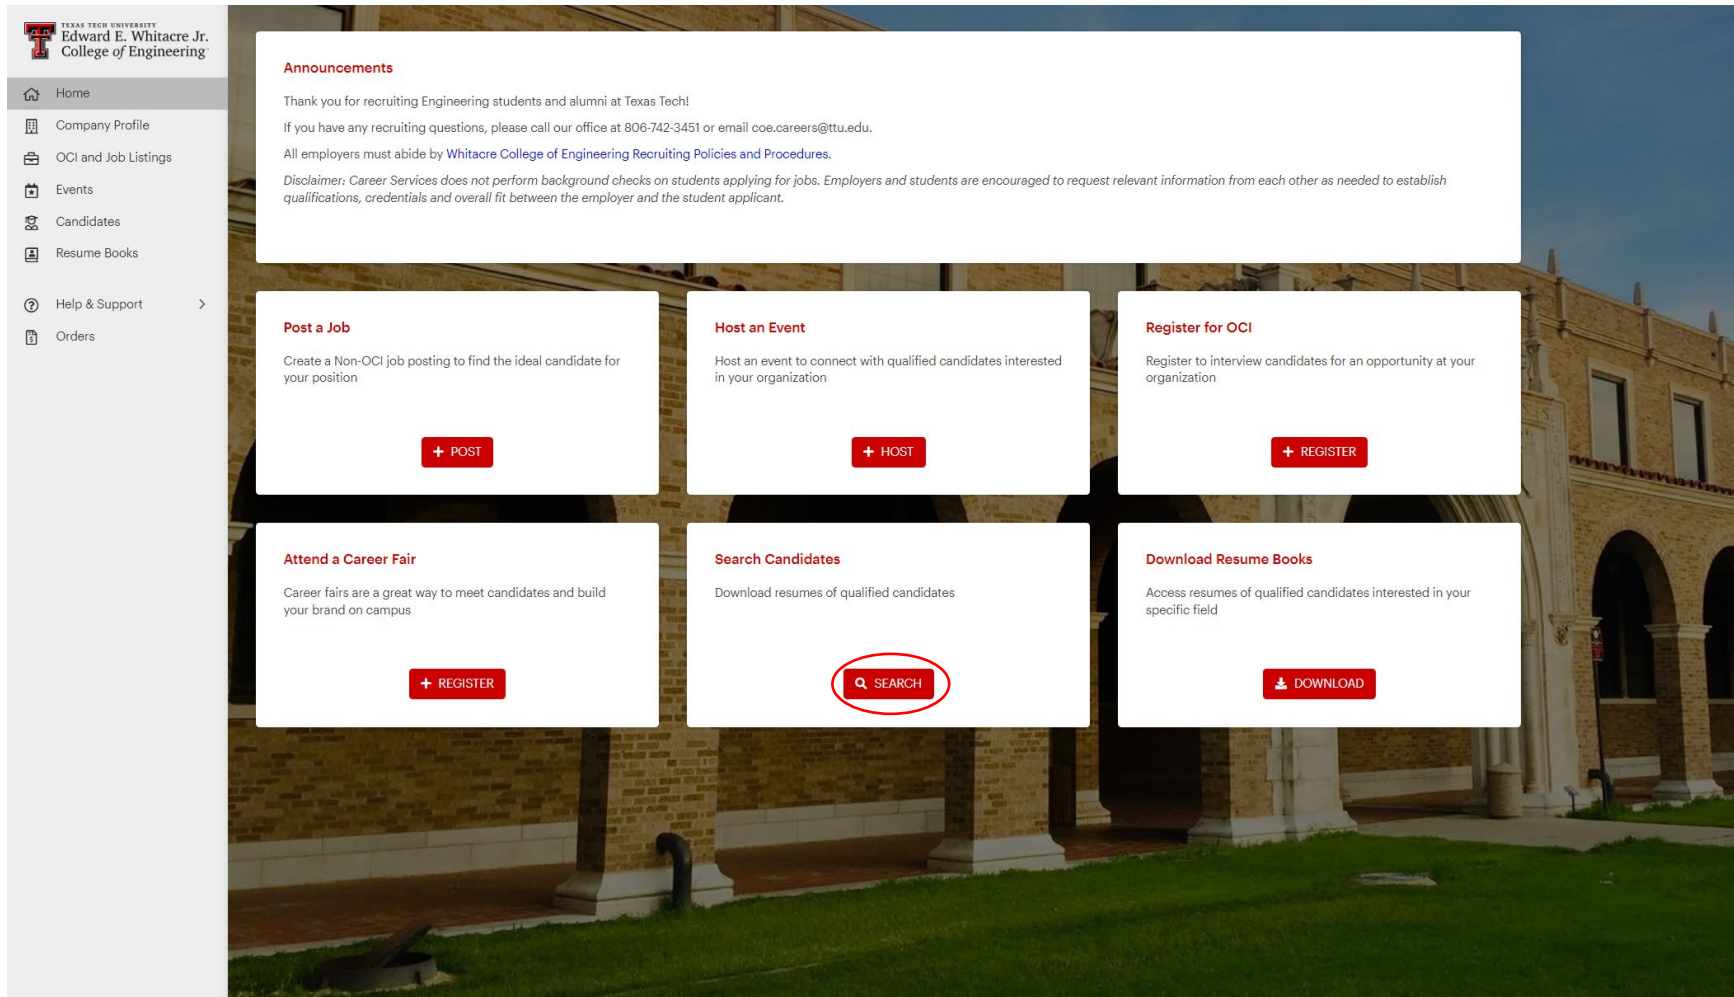 TEXAS TECH UNIVERSITY
Edward E. Whitacre Jr.
College of Engineering
Home
Company Profile
OCI and Job Listings
Events
Candidates
Resume Books
Help & Support
Orders
Announcements
Thank you for recruiting Engineering students and alumni at Texas Tech!
If you have any recruiting questions, please call our office at 806-742-3451 or email coe.careers@ttu.edu.
All employers must abide by Whitacre College of Engineering Recruiting Policies and Procedures.
Disclaimer: Career Services does not perform background checks on students applying for jobs. Employers and students are encouraged to request relevant information from each other as needed to establish
qualifications, credentials and overall fit between the employer and the student applicant.
Post a Job
Create a Non-OCI job posting to find the ideal candidate for
your position
+ POST
Host an Event
Host an event to connect with qualified candidates interested
in your organization
+ HOST
Register for OCI
Register to interview candidates for an opportunity at your
organization
+ REGISTER
Attend a Career Fair
Career fairs are a great way to meet candidates and build
your brand on campus
+ REGISTER
Search Candidates
Download resumes of qualified candidates
SEARCH
Download Resume Books
Access resumes of qualified candidates interested in your
specific field
DOWNLOAD